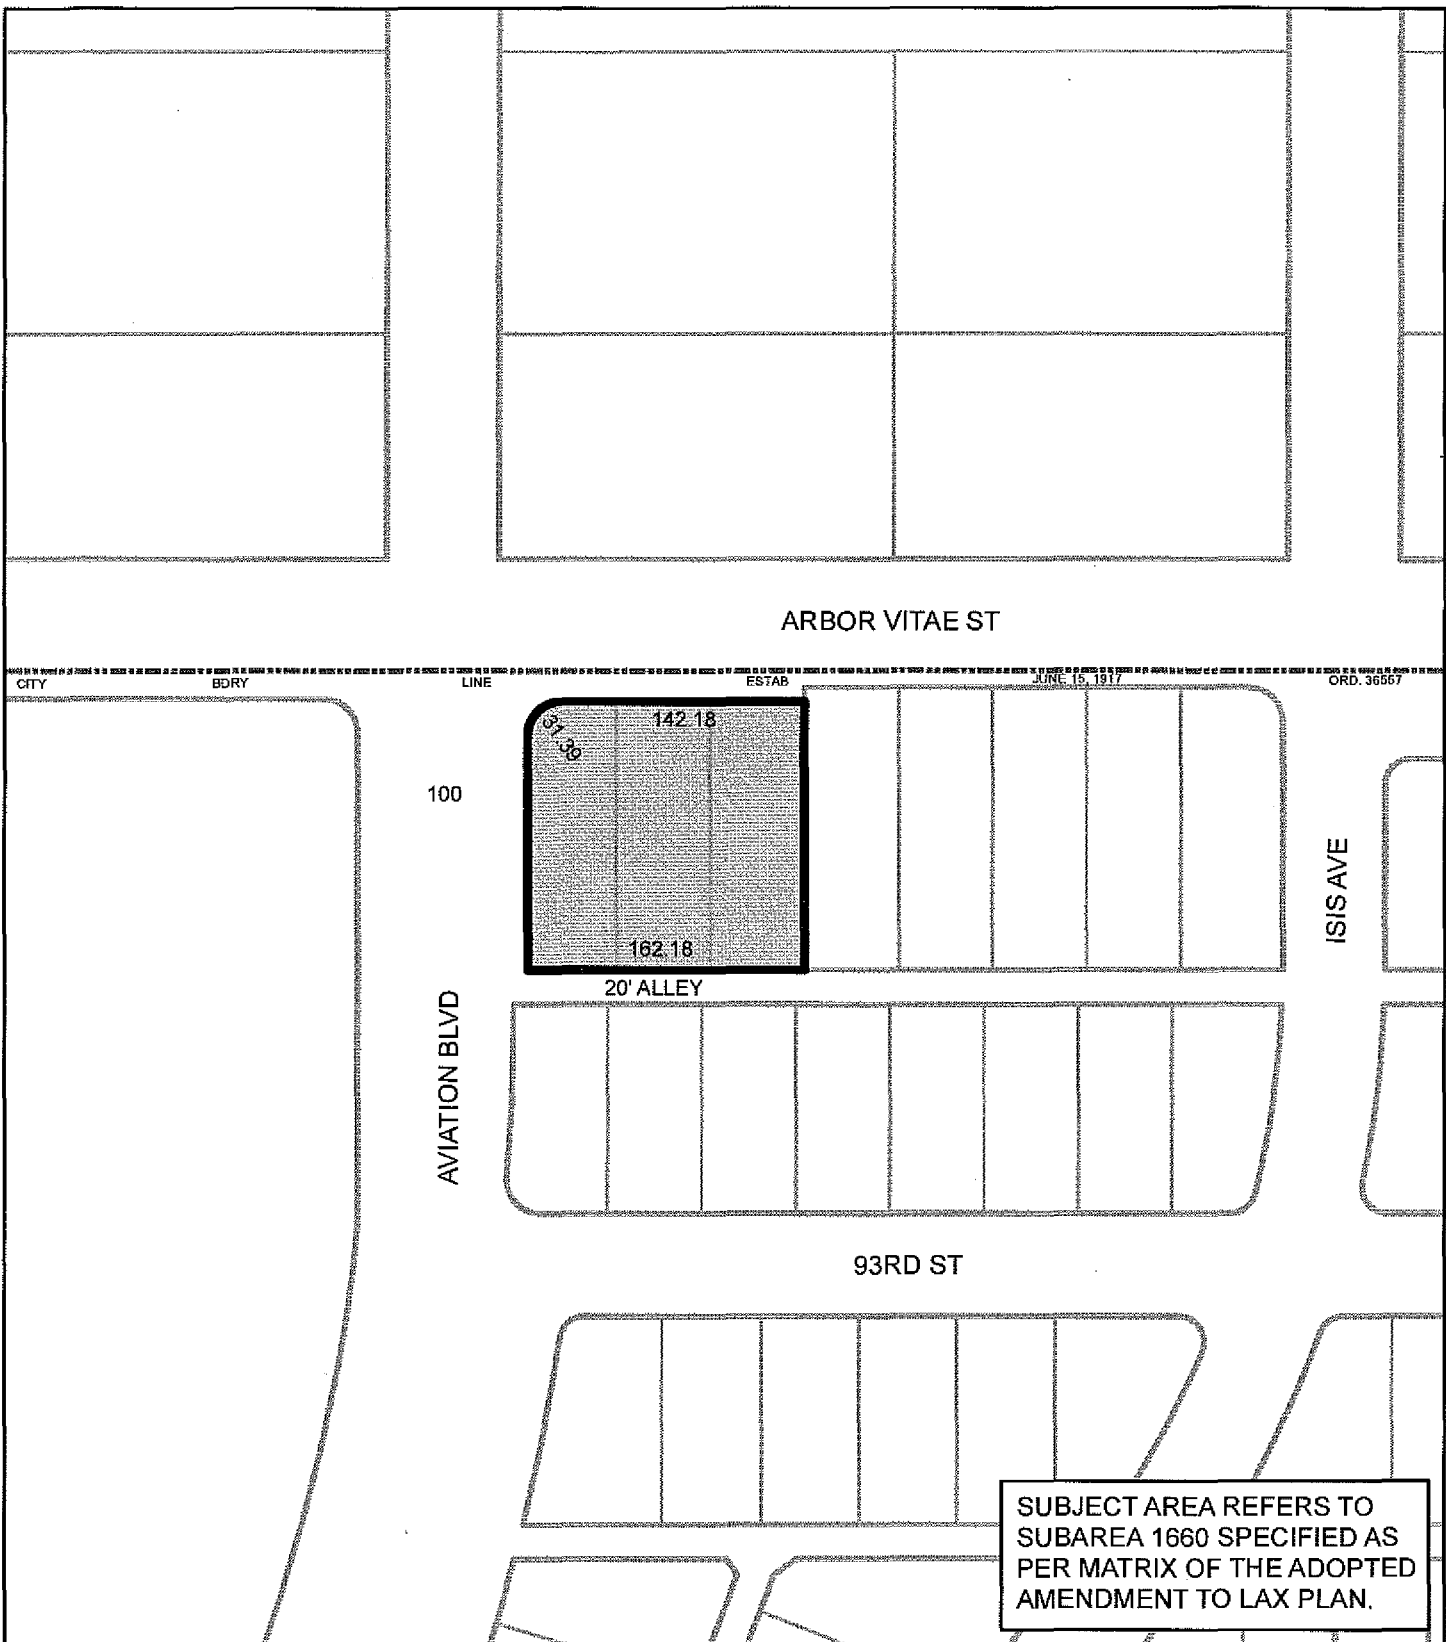 ARBOR VITAE ST
CITY BDRY LINE ESTAB JUNE 15, 1917 ORD. 36557
142.18
31.39
100
162.18
20' ALLEY
ISIS AVE
AVIATION BLVD
93RD ST
SUBJECT AREA REFERS TO
SUBAREA 1660 SPECIFIED AS
PER MATRIX OF THE ADOPTED
AMENDMENT TO LAX PLAN.